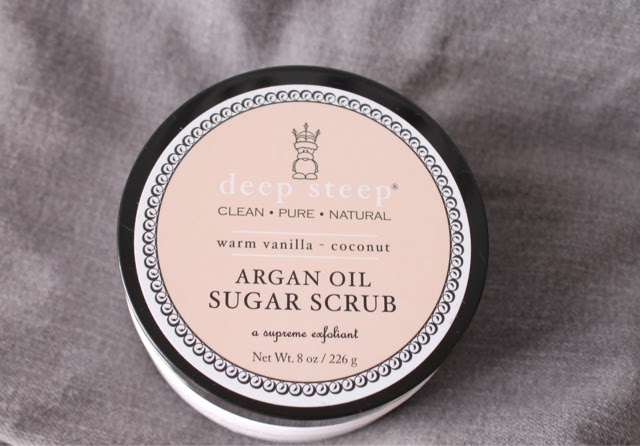 deep steep®
CLEAN • PURE • NATURAL
warm vanilla - coconut
ARGAN OIL
SUGAR SCRUB
a supreme exfoliant
Net Wt. 8 oz / 226 g